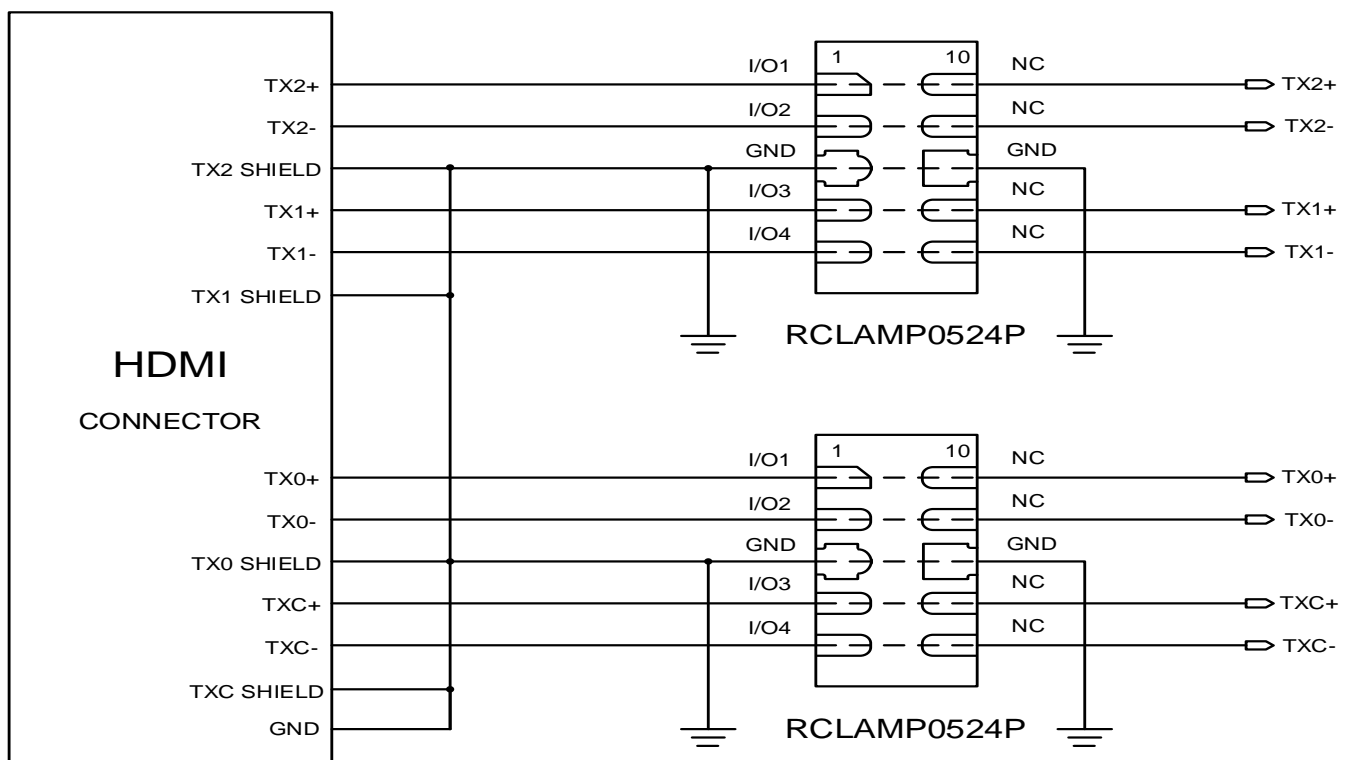 1 10
I/O1 NC
TX2+ TX2+
I/O2 NC
TX2- TX2-
GND GND
TX2 SHIELD
I/O3 NC
TX1+ TX1+
I/O4 NC
TX1- TX1-
TX1 SHIELD
RCLAMP0524P
HDMI
CONNECTOR
1 10
I/O1 NC
TX0+ TX0+
I/O2 NC
TX0- TX0-
GND GND
TX0 SHIELD
I/O3 NC
TXC+ TXC+
I/O4 NC
TXC- TXC-
TXC SHIELD
GND
RCLAMP0524P